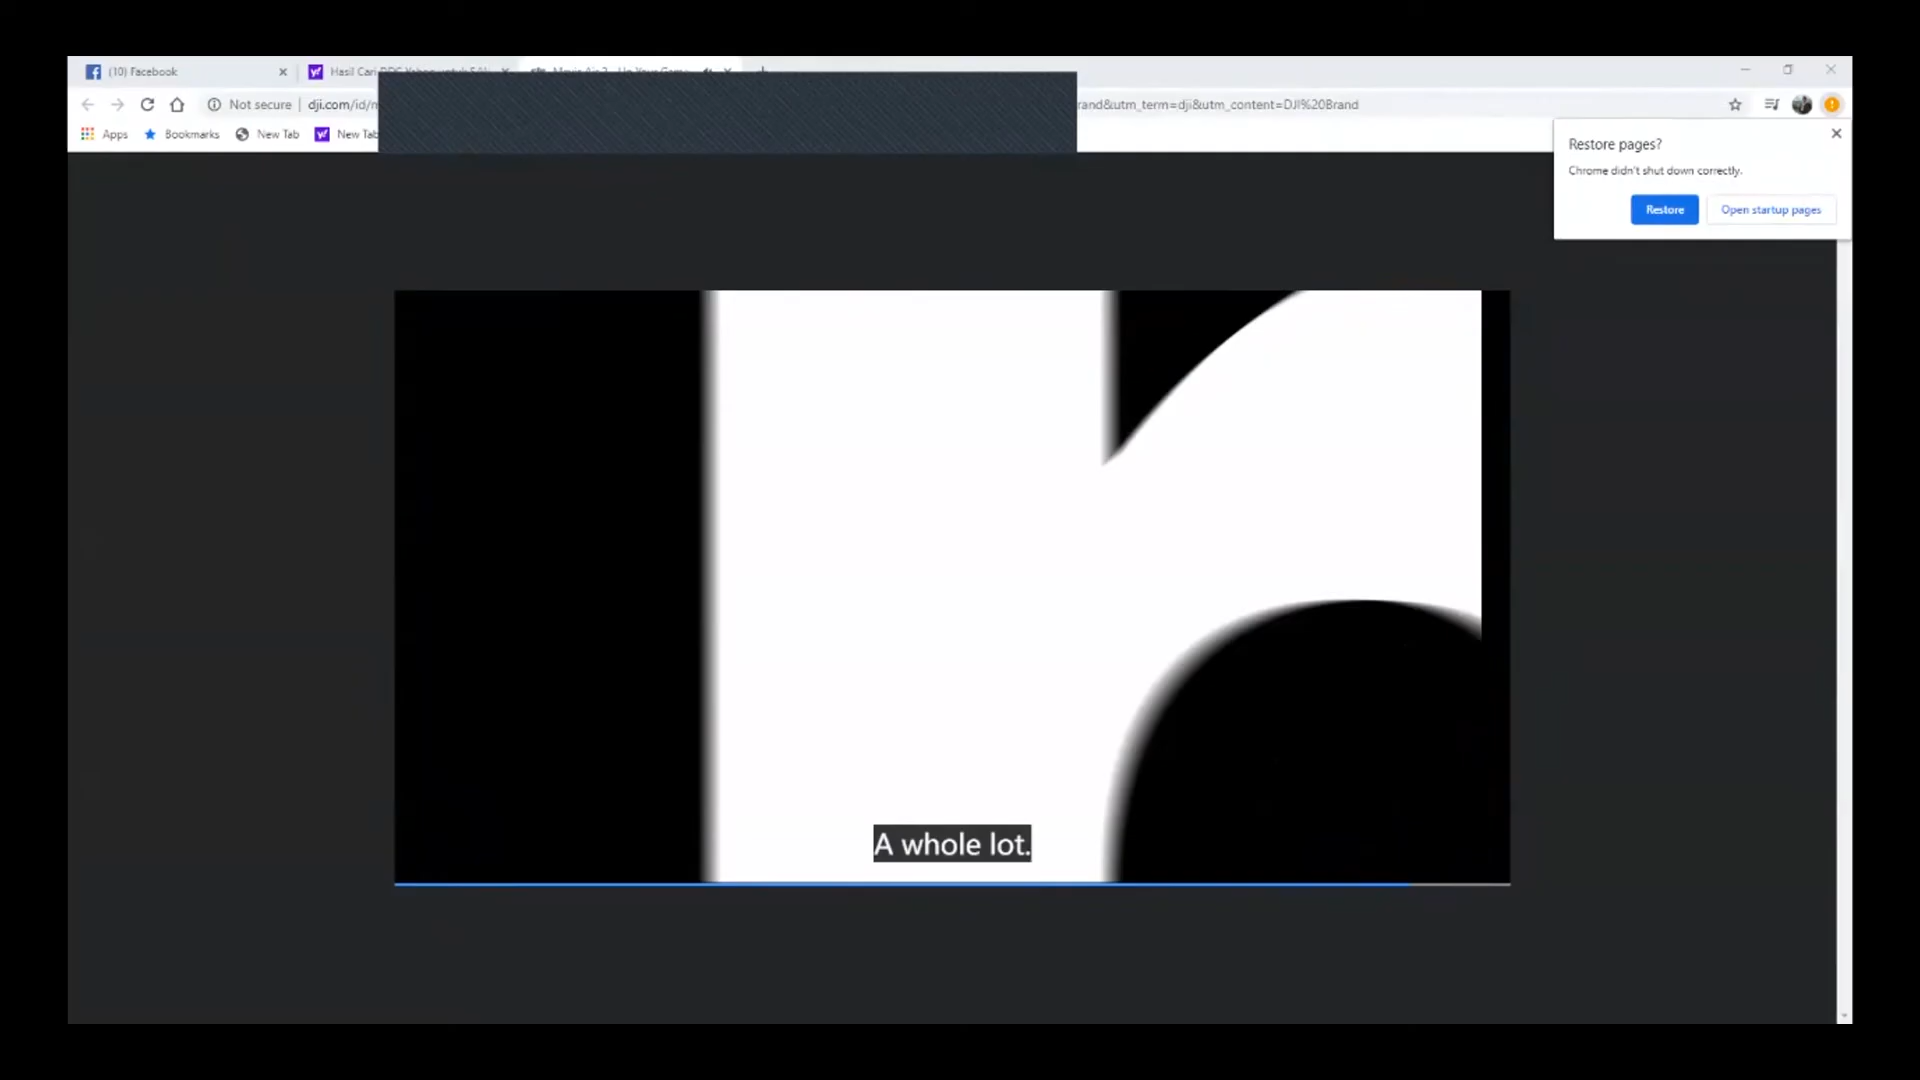 (10) Facebook
Hasil Cari
Not secure
dji.com/id/
rand&utm_term=dji&utm_content=DJI%20Brand
Apps
Bookmarks
New Tab
New Tab
Restore pages?
Chrome didn't shut down correctly.
Restore
Open startup pages
A whole lot.